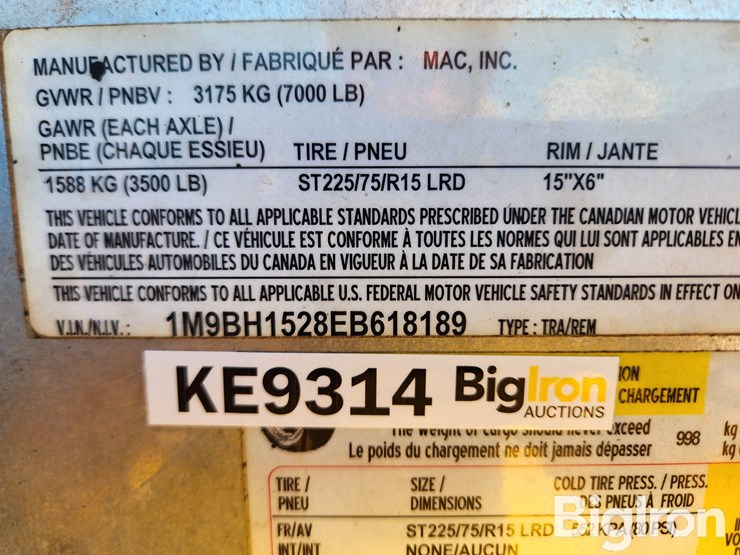 MANUFACTURED BY / FABRIQUÉ PAR : MAC, INC.
GVWR / PNBV : 3175 KG (7000 LB)
GAWR (EACH AXLE) /
PNBE (CHAQUE ESSIEU) TIRE / PNEU RIM / JANTE
1588 KG (3500 LB) ST225/75/R15 LRD 15"X6"
THIS VEHICLE CONFORMS TO ALL APPLICABLE STANDARDS PRESCRIBED UNDER THE CANADIAN MOTOR VEHICL
DATE OF MANUFACTURE. / CE VÉHICULE EST CONFORME À TOUTES LES NORMES QUI LUI SONT APPLICABLES EN
DES VÉHICULES AUTOMOBILES DU CANADA EN VIGUEUR À LA DATE DE SA FABRICATION
THIS VEHICLE CONFORMS TO ALL APPLICABLE U.S. FEDERAL MOTOR VEHICLE SAFETY STANDARDS IN EFFECT ON
V.I.N./N.I.V.: 1M9BH1528EB618189 TYPE : TRA/REM
KE9314 BigIron
AUCTIONS
ION
CHARGEMENT
The weight of cargo should never exceed 998 kg
Le poids du chargement ne doit jamais dépasser kg
TIRE / SIZE / COLD TIRE PRESS. / PRESS.
PNEU DIMENSIONS DES PNEUS À FROID
FR/AV ST225/75/R15 LRD 552KPA(80 PSI)
INT/INT NONE/AUCUN
BigIron